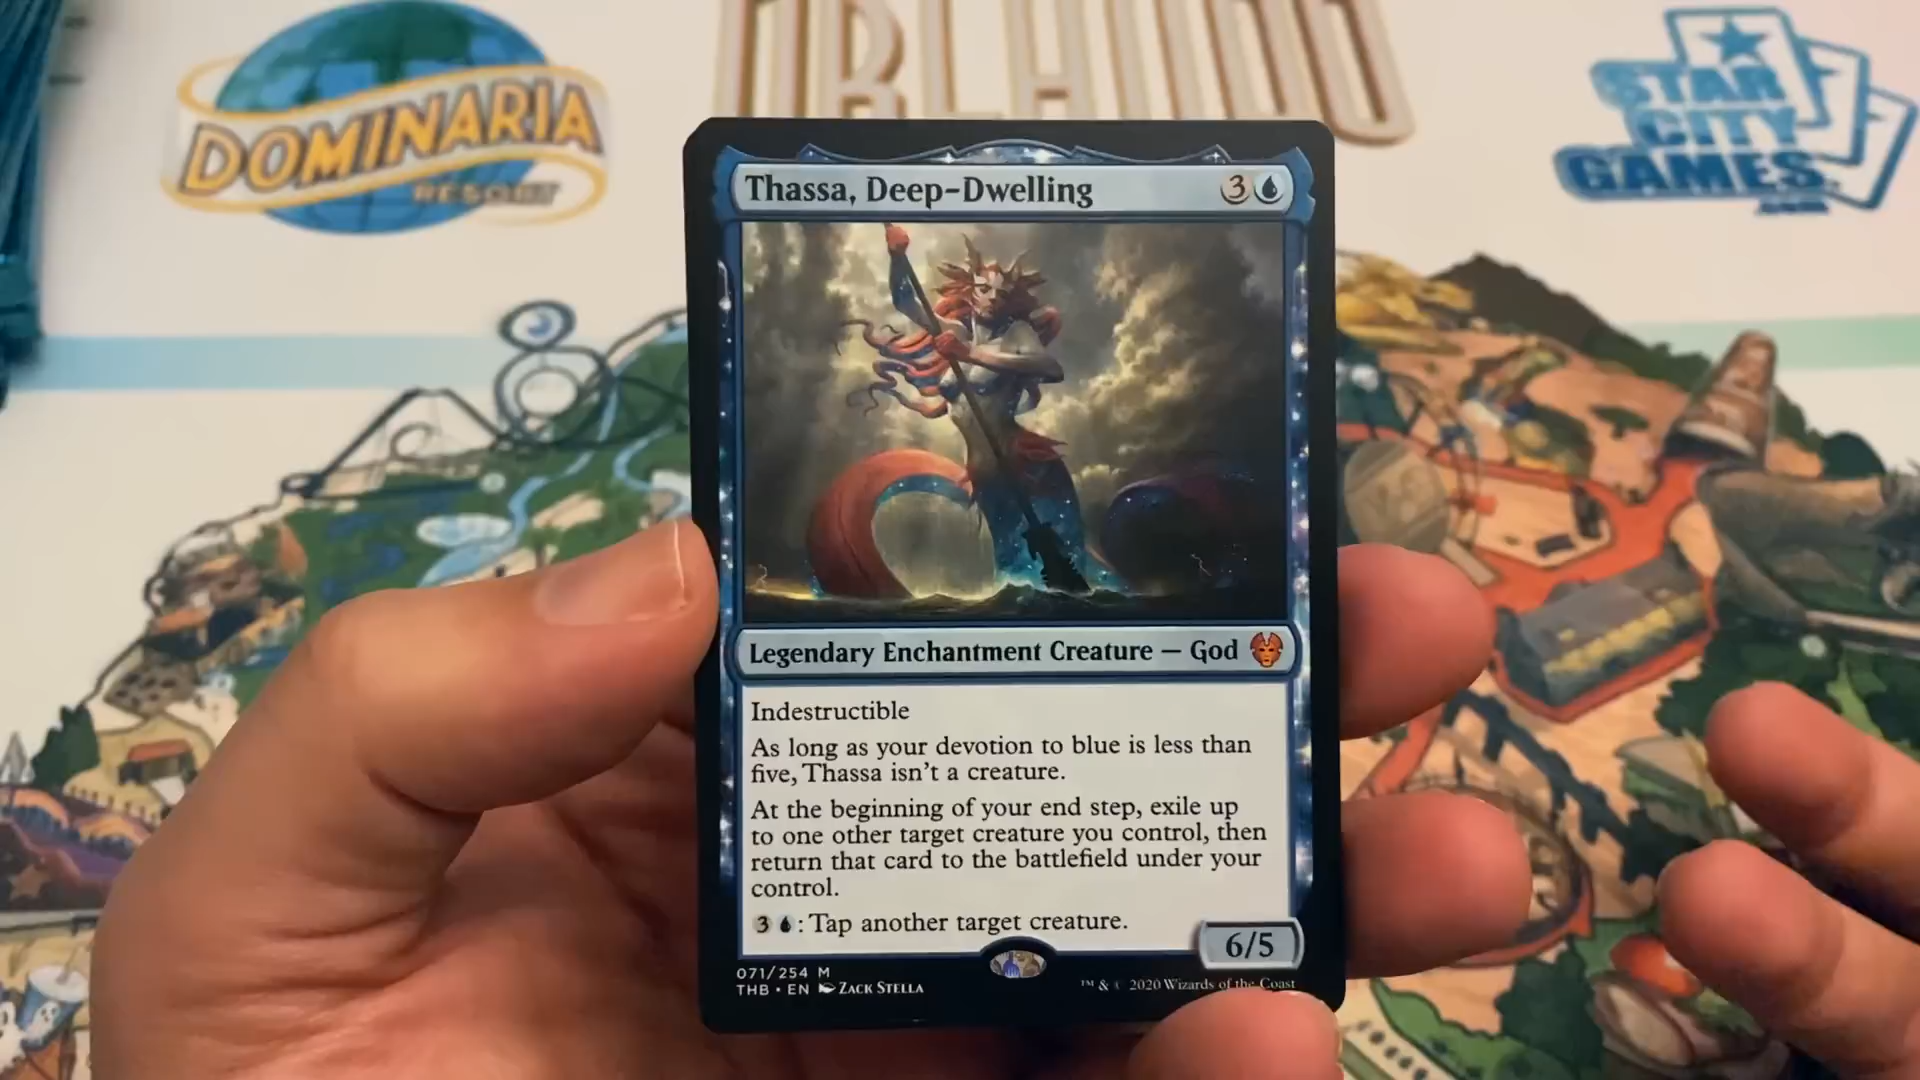 ORLANDO
DOMINARIA
RESORT
STAR
CITY
GAMES
.com
Thassa, Deep-Dwelling
3
Legendary Enchantment Creature — God
Indestructible
As long as your devotion to blue is less than
five, Thassa isn't a creature.
At the beginning of your end step, exile up
to one other target creature you control, then
return that card to the battlefield under your
control.
3 : Tap another target creature.
6/5
071/254 M
THB • EN ZACK STELLA
™ & © 2020 Wizards of the Coast